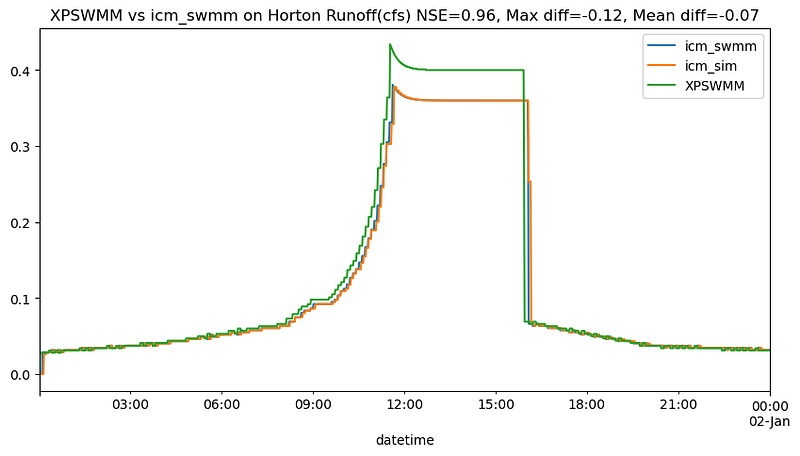 XPSWMM vs icm_swmm on Horton Runoff(cfs) NSE=0.96, Max diff=-0.12, Mean diff=-0.07
icm_swmm
icm_sim
XPSWMM
0.4
0.3
0.2
0.1
0.0
03:00 06:00 09:00 12:00 15:00 18:00 21:00 00:00
02-Jan
datetime